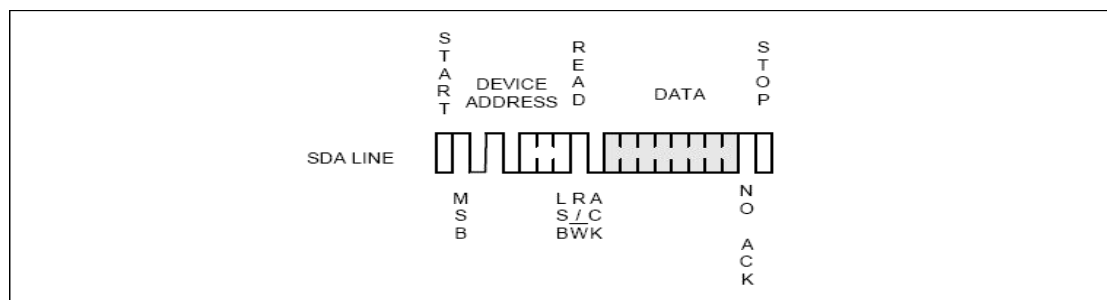 START
DEVICE
ADDRESS
READ
DATA
STOP
SDA LINE
MSB
LSB
R/W
ACK
NO ACK